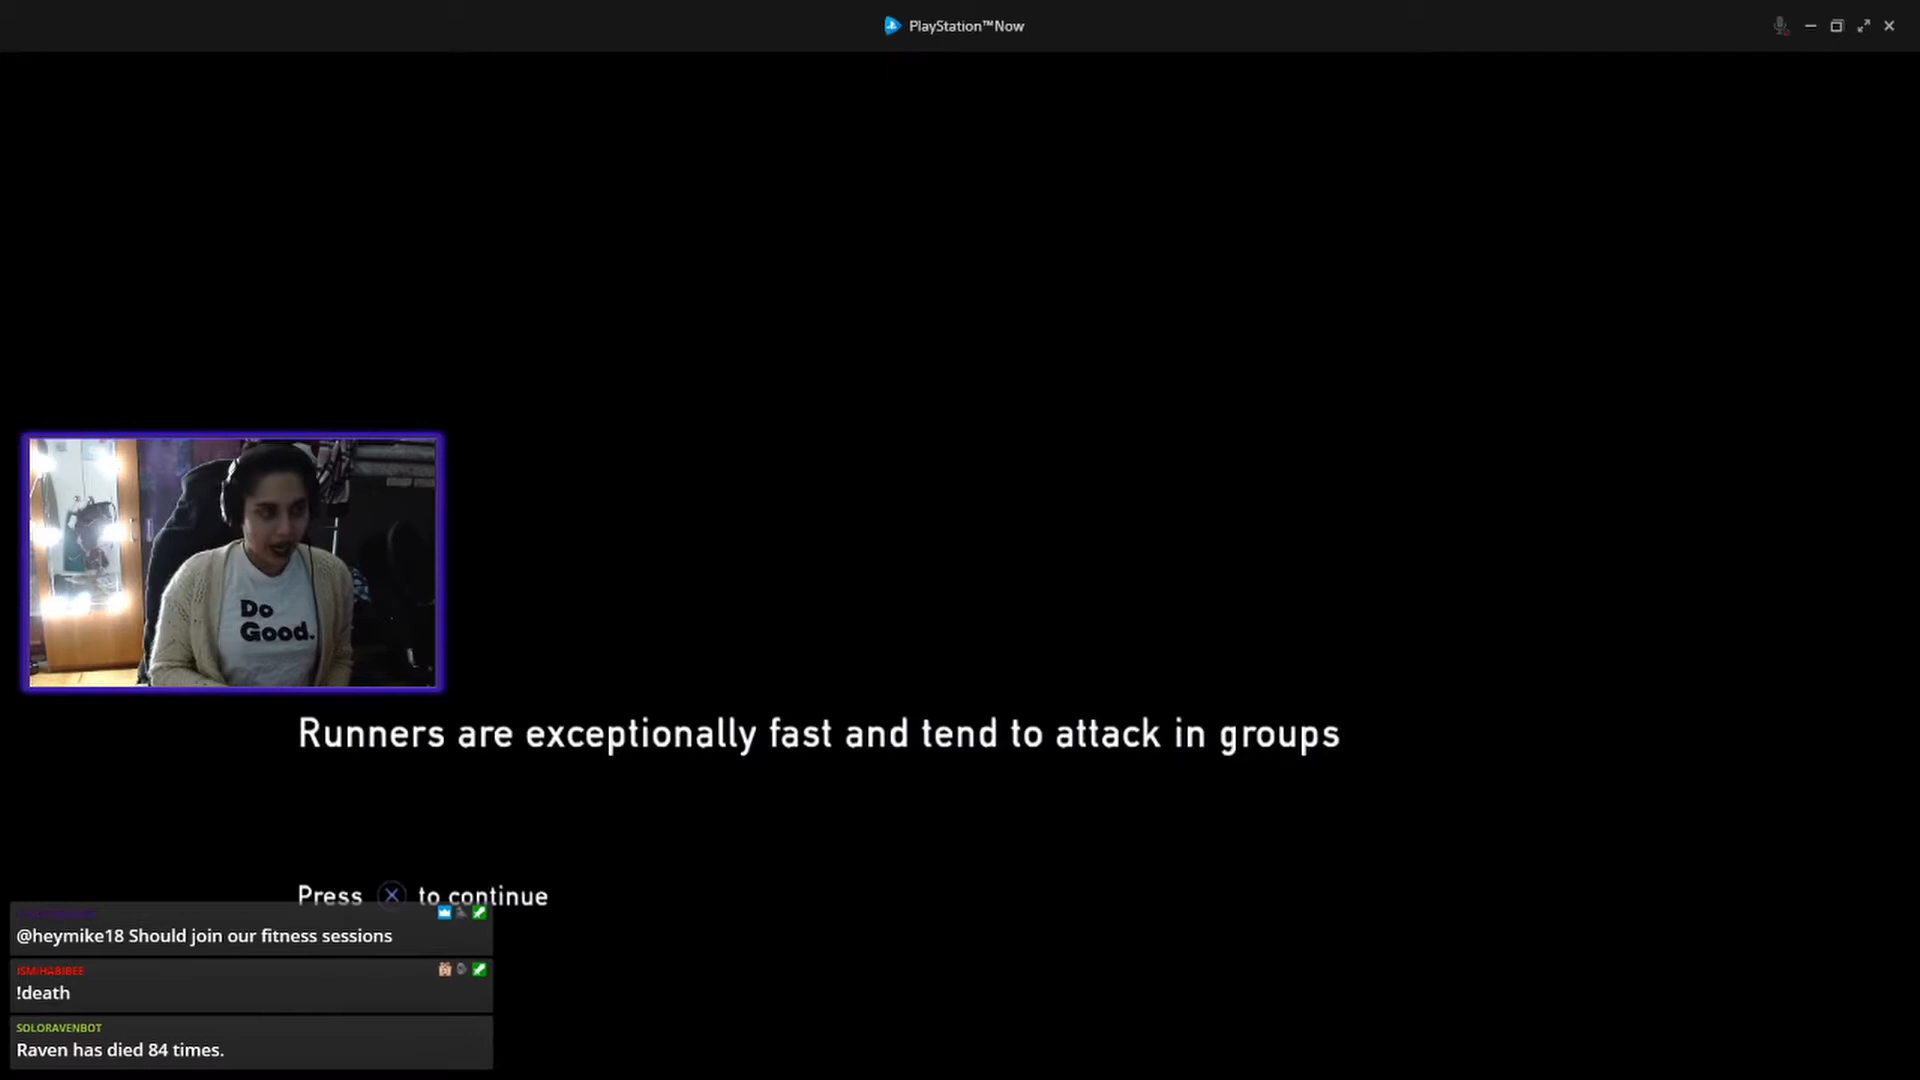 PlayStation™Now
Do
Good.
Runners are exceptionally fast and tend to attack in groups
Press X to continue
@heymike18 Should join our fitness sessions
ISMIHABIBEE
!death
SOLORAVENBOT
Raven has died 84 times.